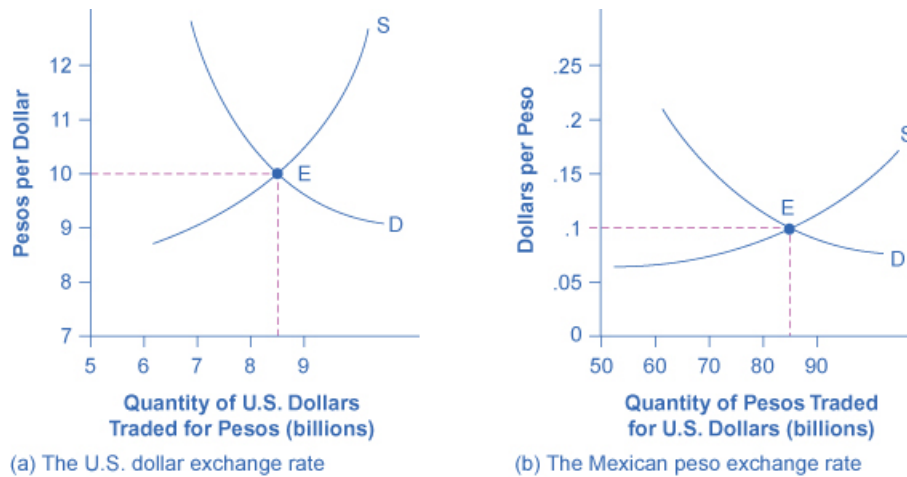 Pesos per Dollar
12
11
10
9
8
7
5
6
7
8
9
S
E
D
Quantity of U.S. Dollars
Traded for Pesos (billions)
(a) The U.S. dollar exchange rate
Dollars per Peso
.25
.2
.15
.1
.05
0
50
60
70
80
90
S
E
D
Quantity of Pesos Traded
for U.S. Dollars (billions)
(b) The Mexican peso exchange rate